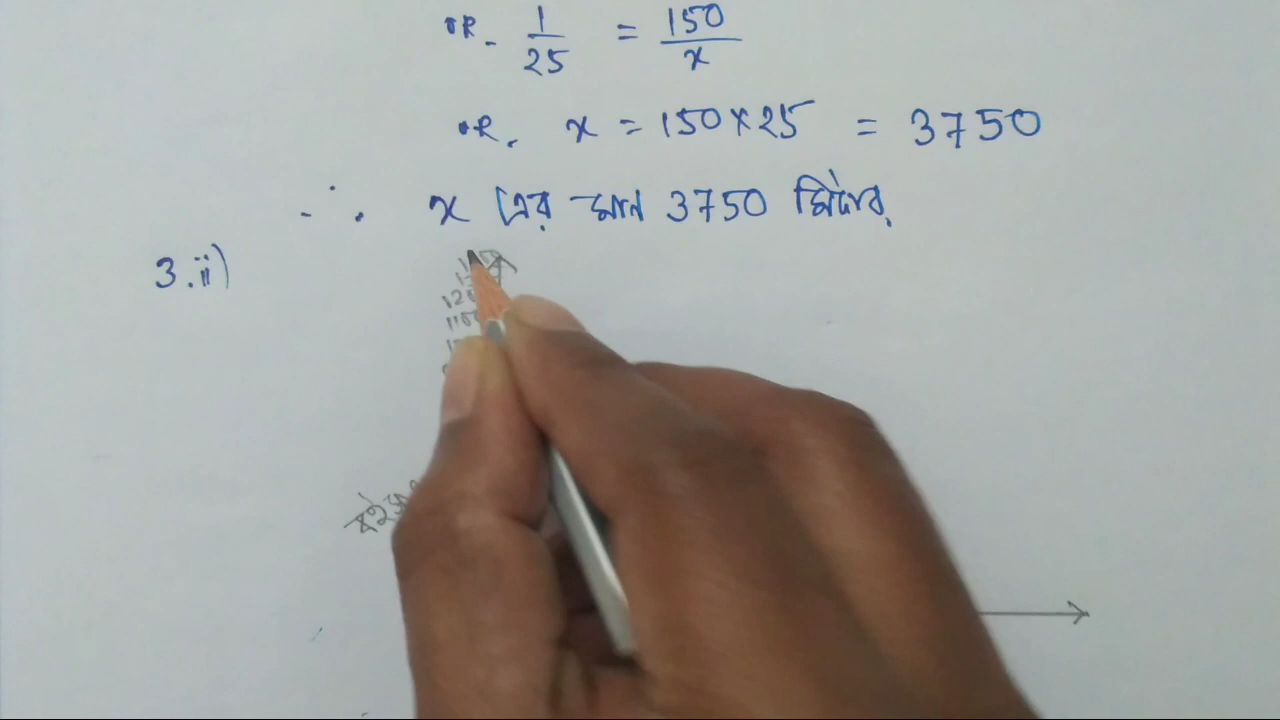 OR. 1/25 = 150/x
OR. x = 150×25 = 3750
∴ x এর মান 3750 মিটার,
3.ii)